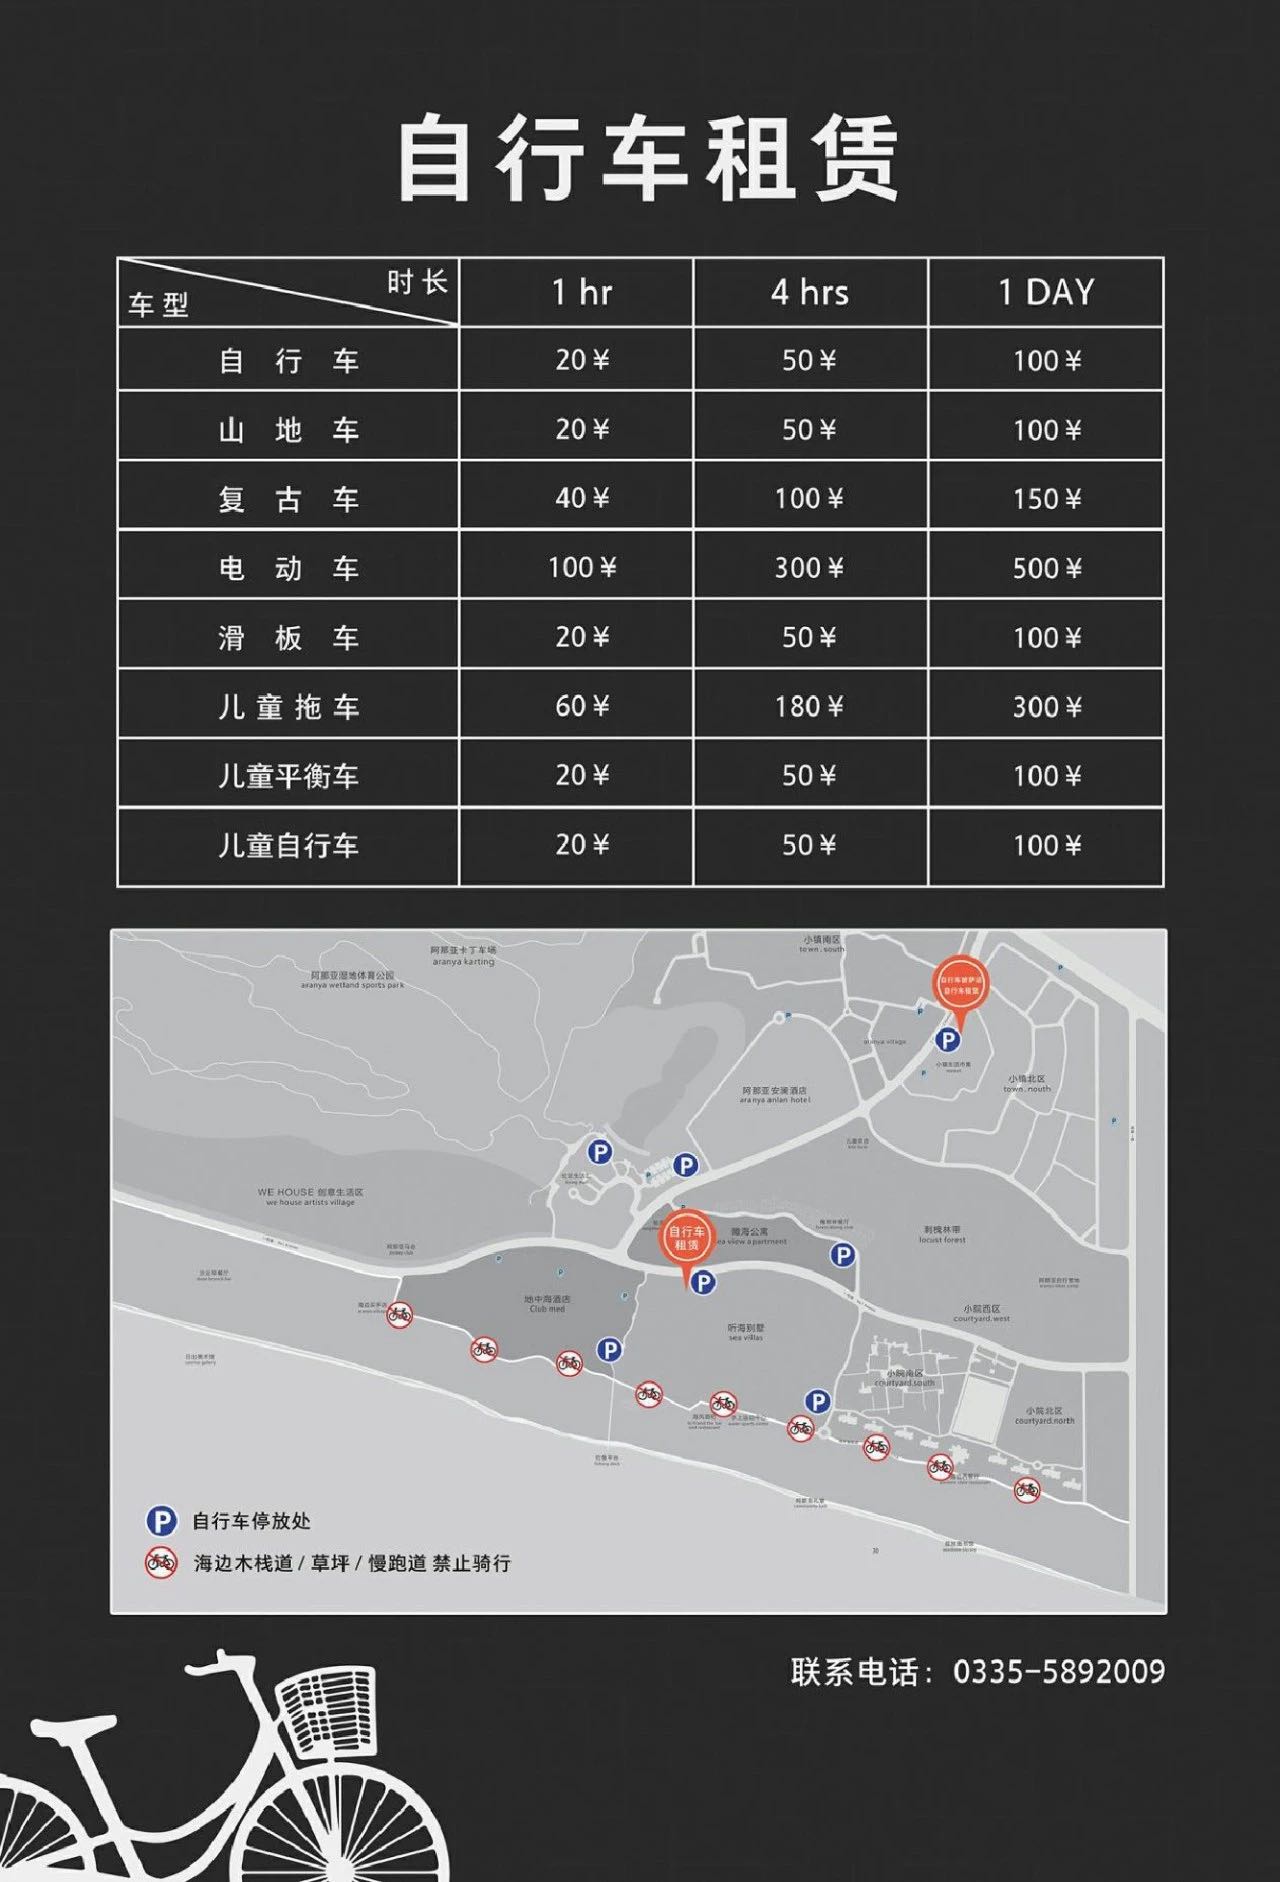 自行车租赁
时长
车型
1 hr
4 hrs
1 DAY
自行车 20¥ 50¥ 100¥
山地车 20¥ 50¥ 100¥
复古车 40¥ 100¥ 150¥
电动车 100¥ 300¥ 500¥
滑板车 20¥ 50¥ 100¥
儿童拖车 60¥ 180¥ 300¥
儿童平衡车 20¥ 50¥ 100¥
儿童自行车 20¥ 50¥ 100¥
阿那亚卡丁车场
aranya karting
小镇南区
town.south
阿那亚湿地体育公园
aranya wetland sports park
自行车租赁
P
aranya village
小镇北区
town.nouth
阿那亚安澜酒店
aranya anlan hotel
P
P
WE HOUSE 创意生活区
we house artists village
自行车
租赁
瞰海公寓
ea view apartment
刺槐林带
locust forest
P
P
地中海酒店
Club med
听海别墅
sea villas
小院西区
courtyard.west
P
小院南区
courtyard.south
P
小院北区
courtyard.north
P 自行车停放处
海边木栈道 / 草坪 / 慢跑道 禁止骑行
联系电话：0335-5892009